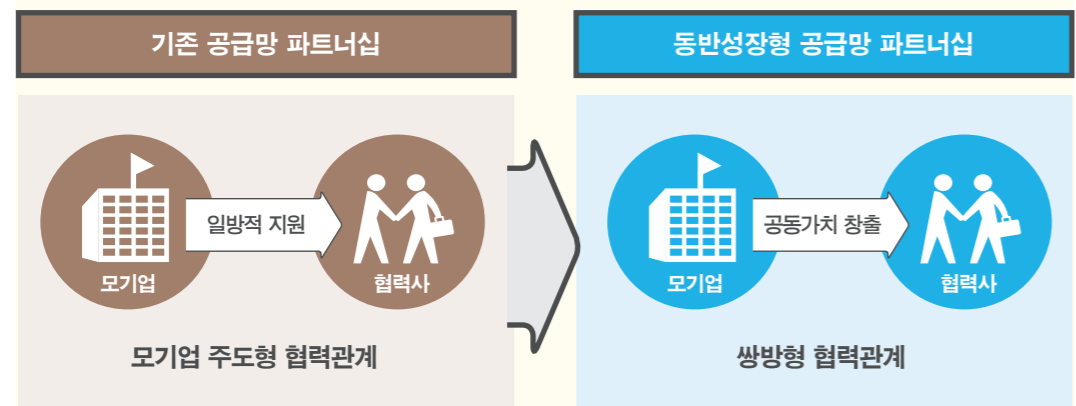 기존 공급망 파트너십
동반성장형 공급망 파트너십
일방적 지원
모기업
협력사
모기업 주도형 협력관계
공동가치 창출
모기업
협력사
쌍방형 협력관계